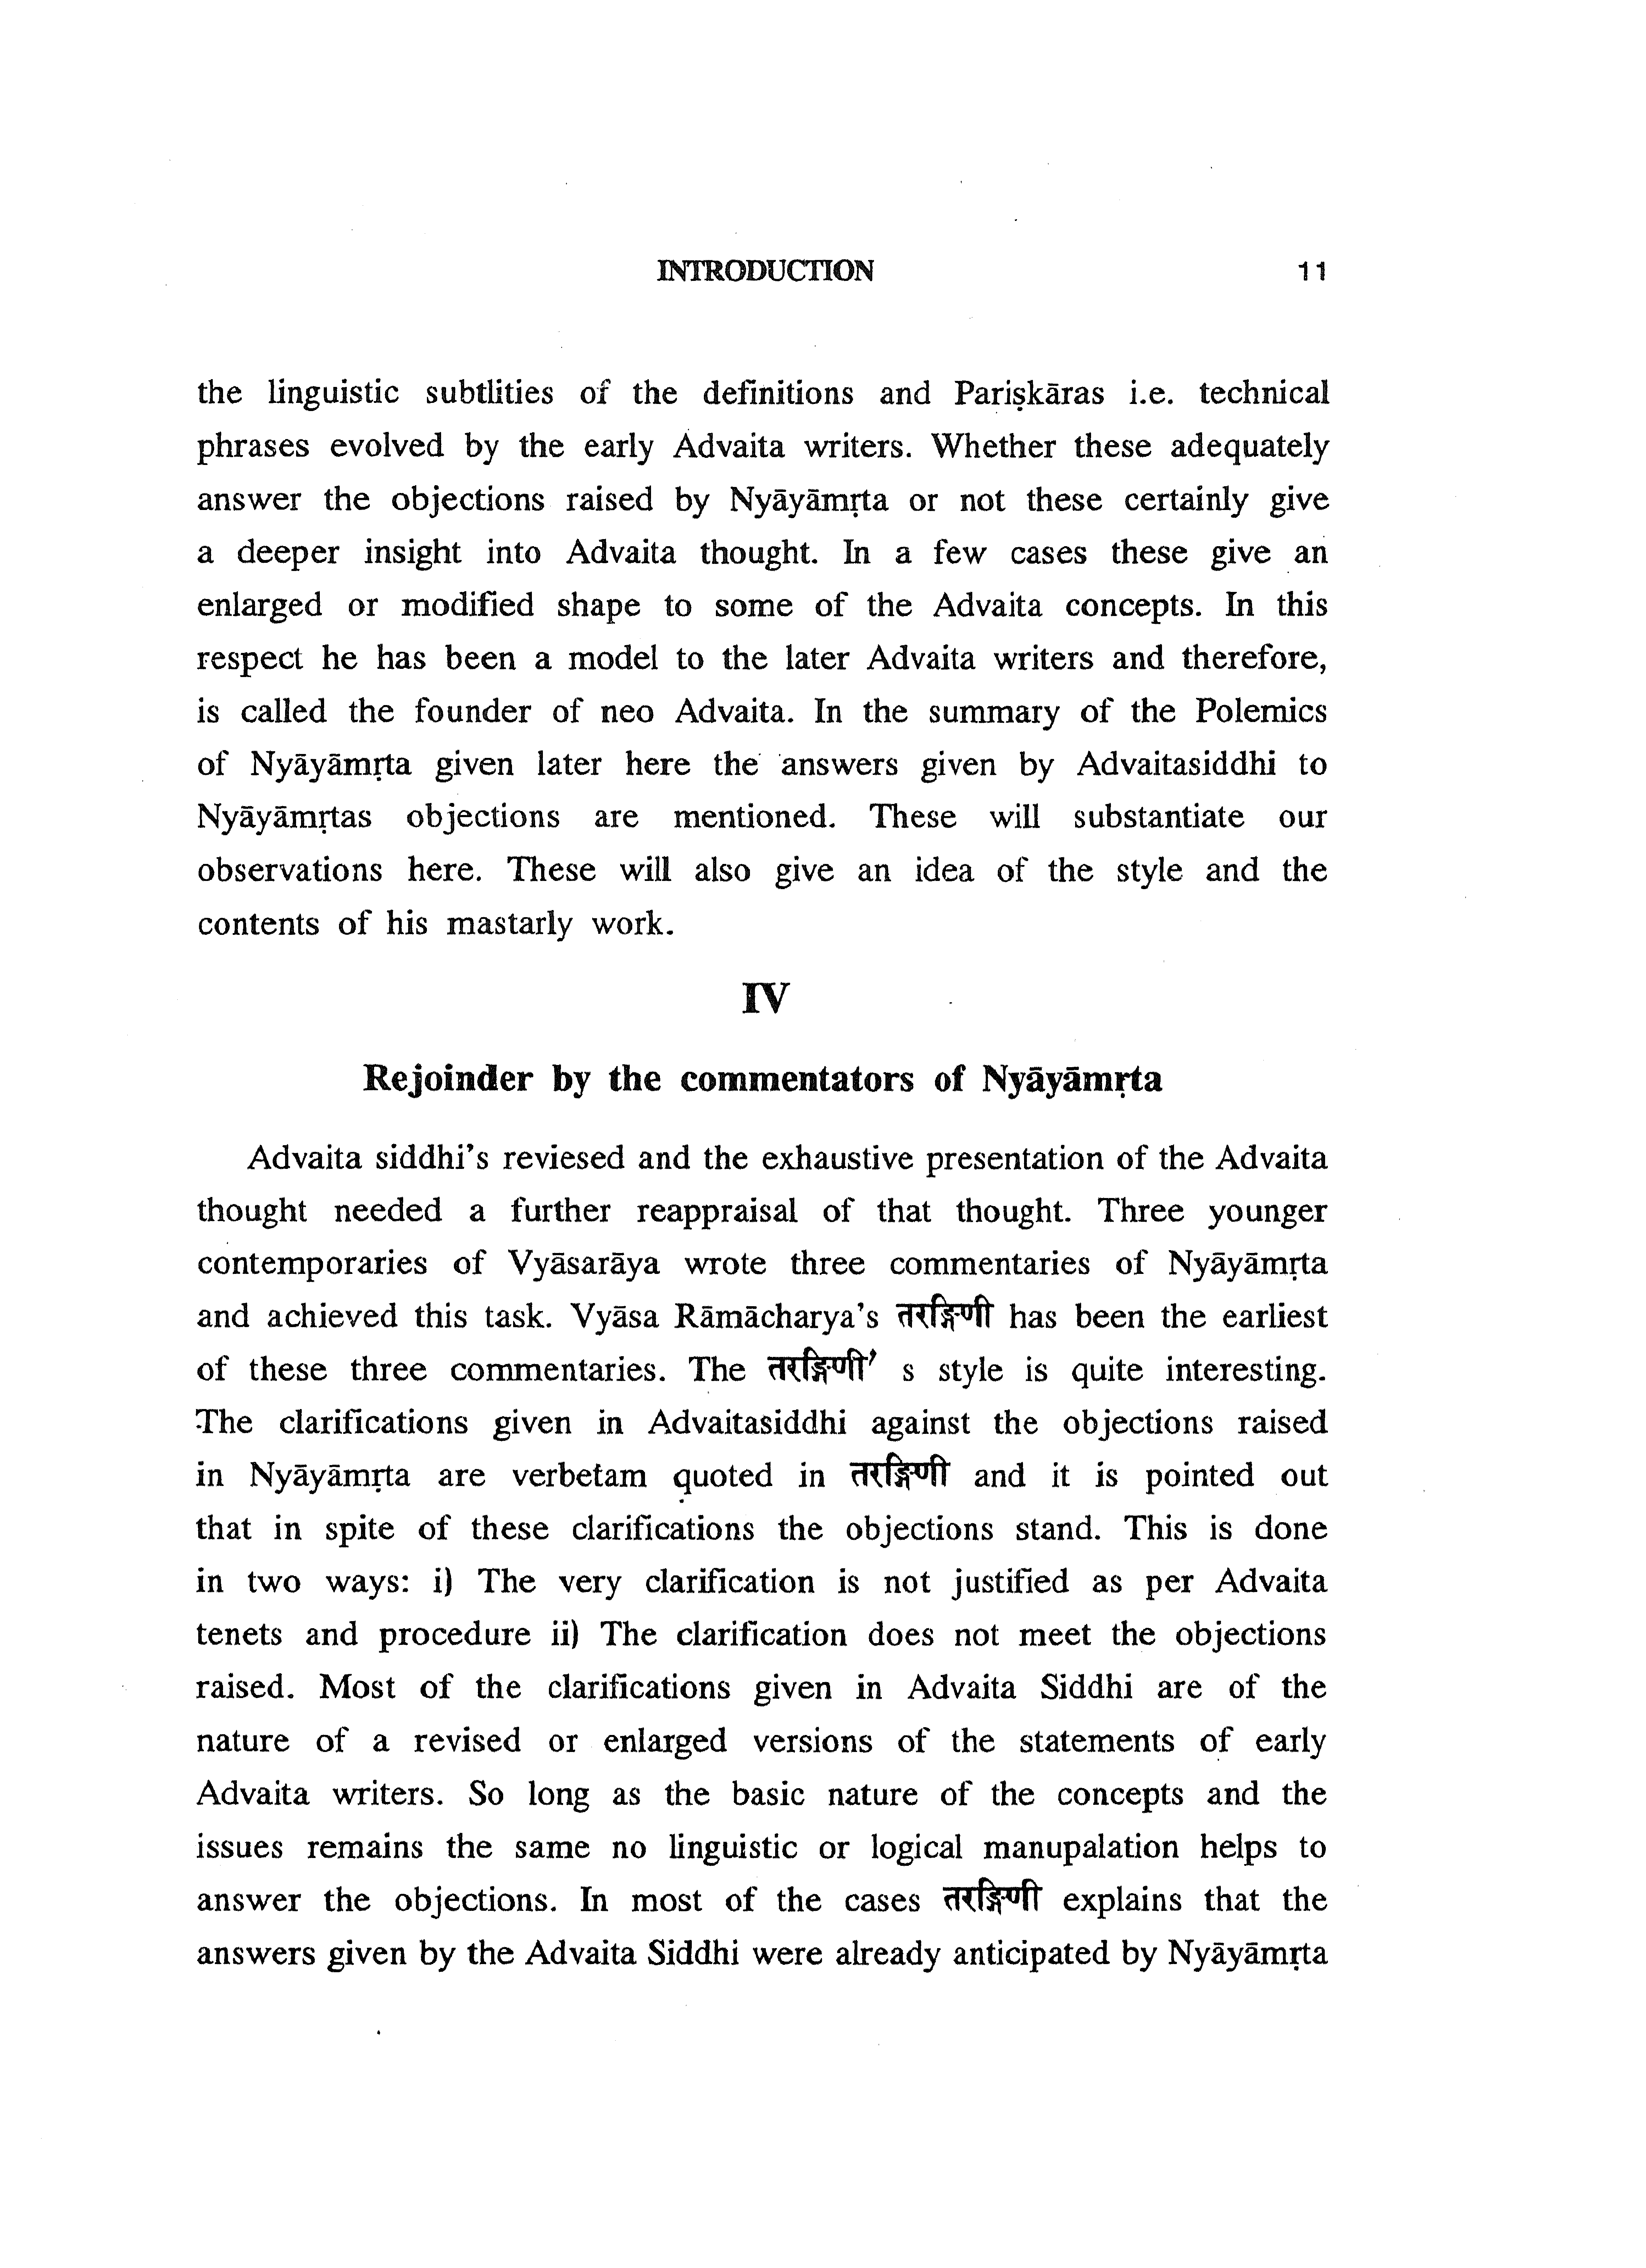 INTRODUCTION 11
the linguistic subtlities of the definitions and Pariṣkāras i.e. technical
phrases evolved by the early Advaita writers. Whether these adequately
answer the objections raised by Nyāyāmṛta or not these certainly give
a deeper insight into Advaita thought. In a few cases these give an
enlarged or modified shape to some of the Advaita concepts. In this
respect he has been a model to the later Advaita writers and therefore,
is called the founder of neo Advaita. In the summary of the Polemics
of Nyāyāmṛta given later here the answers given by Advaitasiddhi to
Nyāyāmṛtas objections are mentioned. These will substantiate our
observations here. These will also give an idea of the style and the
contents of his mastarly work.
IV
Rejoinder by the commentators of Nyāyāmṛta
Advaita siddhi's reviesed and the exhaustive presentation of the Advaita
thought needed a further reappraisal of that thought. Three younger
contemporaries of Vyāsarāya wrote three commentaries of Nyāyāmṛta
and achieved this task. Vyāsa Rāmācharya's तरङ्गिणी has been the earliest
of these three commentaries. The तरङ्गिणी' s style is quite interesting.
The clarifications given in Advaitasiddhi against the objections raised
in Nyāyāmṛta are verbetam quoted in तरङ्गिणी and it is pointed out
that in spite of these clarifications the objections stand. This is done
in two ways: i) The very clarification is not justified as per Advaita
tenets and procedure ii) The clarification does not meet the objections
raised. Most of the clarifications given in Advaita Siddhi are of the
nature of a revised or enlarged versions of the statements of early
Advaita writers. So long as the basic nature of the concepts and the
issues remains the same no linguistic or logical manupalation helps to
answer the objections. In most of the cases तरङ्गिणी explains that the
answers given by the Advaita Siddhi were already anticipated by Nyāyāmṛta